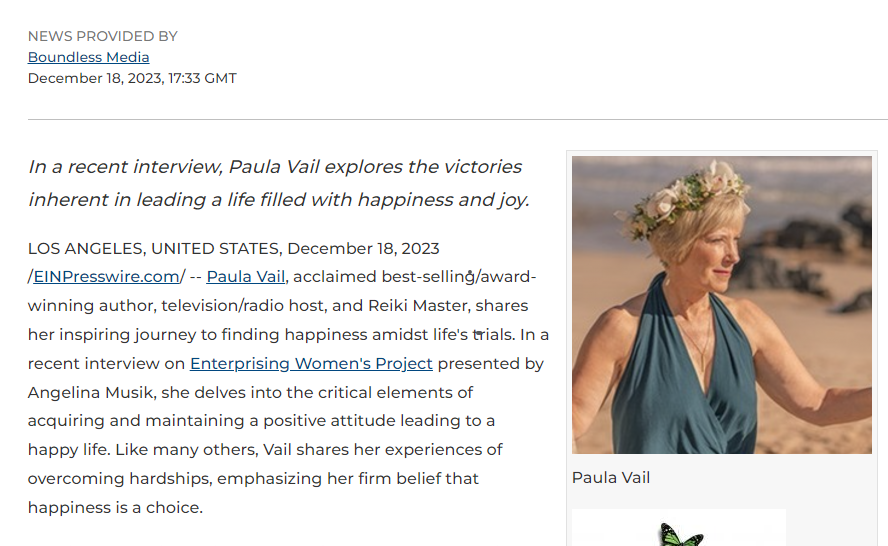 NEWS PROVIDED BY
Boundless Media
December 18, 2023, 17:33 GMT
In a recent interview, Paula Vail explores the victories
inherent in leading a life filled with happiness and joy.
LOS ANGELES, UNITED STATES, December 18, 2023
/EINPresswire.com/ -- Paula Vail, acclaimed best-selling/award-
winning author, television/radio host, and Reiki Master, shares
her inspiring journey to finding happiness amidst life's trials. In a
recent interview on Enterprising Women's Project presented by
Angelina Musik, she delves into the critical elements of
acquiring and maintaining a positive attitude leading to a
happy life. Like many others, Vail shares her experiences of
overcoming hardships, emphasizing her firm belief that
happiness is a choice.
Paula Vail